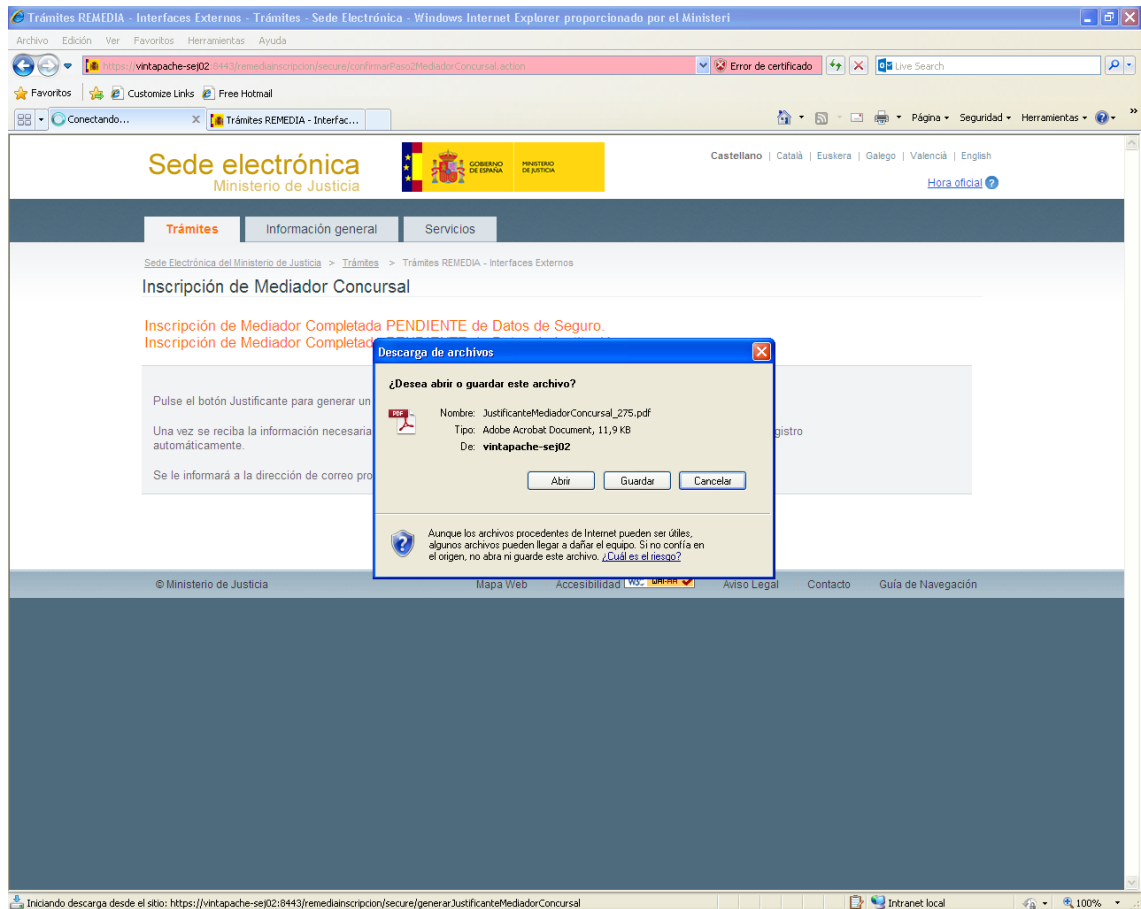 Trámites REMEDIA - Interfaces Externos - Trámites - Sede Electrónica - Windows Internet Explorer proporcionado por el Ministeri
Archivo Edición Ver Favoritos Herramientas Ayuda
https://vintapache-sej02:8443/remediainscripcion/secure/confirmarPaso2MediadorConcursal.action Error de certificado Live Search
Favoritos Customize Links Free Hotmail
Conectando... Trámites REMEDIA - Interfac... Página Seguridad Herramientas »
Sede electrónica
Ministerio de Justicia
GOBIERNO DE ESPAÑA MINISTERIO DE JUSTICIA
Castellano | Català | Euskera | Galego | Valencià | English
Hora oficial ?
Trámites Información general Servicios
Sede Electrónica del Ministerio de Justicia > Trámites > Trámites REMEDIA - Interfaces Externos
Inscripción de Mediador Concursal
Inscripción de Mediador Completada PENDIENTE de Datos de Seguro.
Inscripción de Mediador Completad
Pulse el botón Justificante para generar un
Una vez se reciba la información necesaria gistro
automáticamente.
Se le informará a la dirección de correo pro
Descarga de archivos
¿Desea abrir o guardar este archivo?
PDF
Nombre: JustificanteMediadorConcursal_275.pdf
Tipo: Adobe Acrobat Document, 11,9 KB
De: vintapache-sej02
Abrir Guardar Cancelar
Aunque los archivos procedentes de Internet pueden ser útiles,
algunos archivos pueden llegar a dañar el equipo. Si no confía en
el origen, no abra ni guarde este archivo. ¿Cuál es el riesgo?
© Ministerio de Justicia Mapa Web Accesibilidad Aviso Legal Contacto Guía de Navegación
Iniciando descarga desde el sitio: https://vintapache-sej02:8443/remediainscripcion/secure/generarJustificanteMediadorConcursal Intranet local 100%